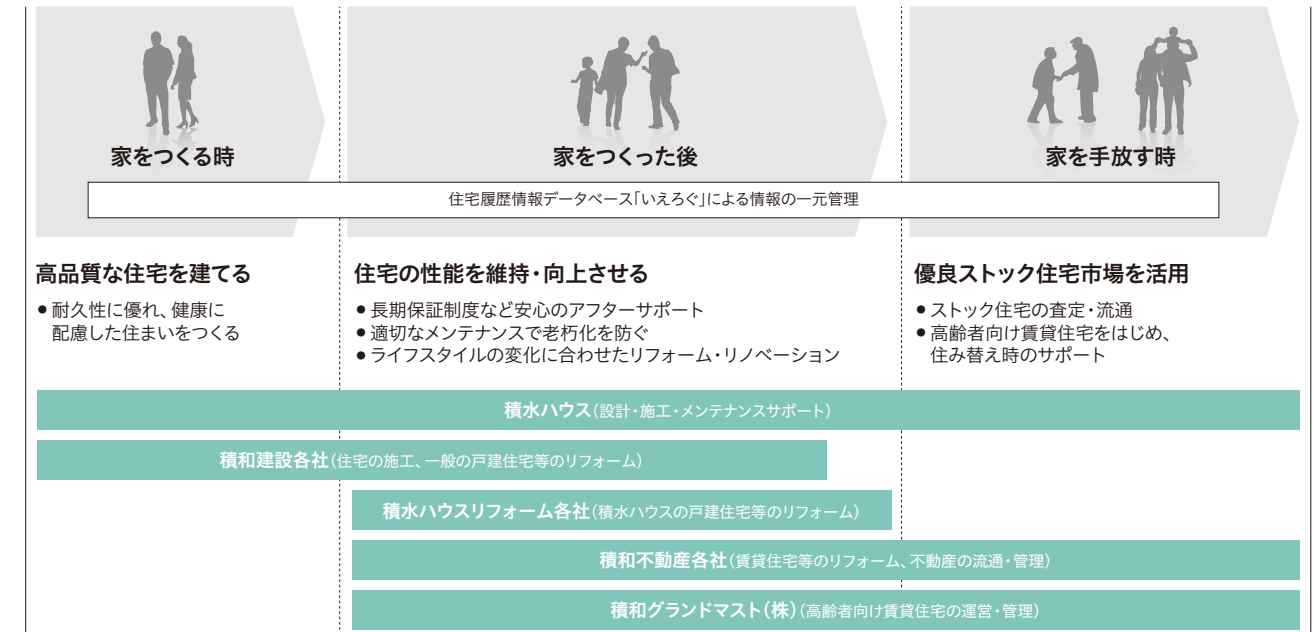 家をつくる時
家をつくった後
家を手放す時
住宅履歴情報データベース「いえろぐ」による情報の一元管理
高品質な住宅を建てる
●耐久性に優れ、健康に
配慮した住まいをつくる
住宅の性能を維持・向上させる
●長期保証制度など安心のアフターサポート
●適切なメンテナンスで老朽化を防ぐ
●ライフスタイルの変化に合わせたリフォーム・リノベーション
優良ストック住宅市場を活用
●ストック住宅の査定・流通
●高齢者向け賃貸住宅をはじめ、
住み替え時のサポート
積水ハウス（設計・施工・メンテナンスサポート）
積和建設各社（住宅の施工、一般の戸建住宅等のリフォーム）
積水ハウスリフォーム各社（積水ハウスの戸建住宅等のリフォーム）
積和不動産各社（賃貸住宅等のリフォーム、不動産の流通・管理）
積和グランドマスト（株）（高齢者向け賃貸住宅の運営・管理）